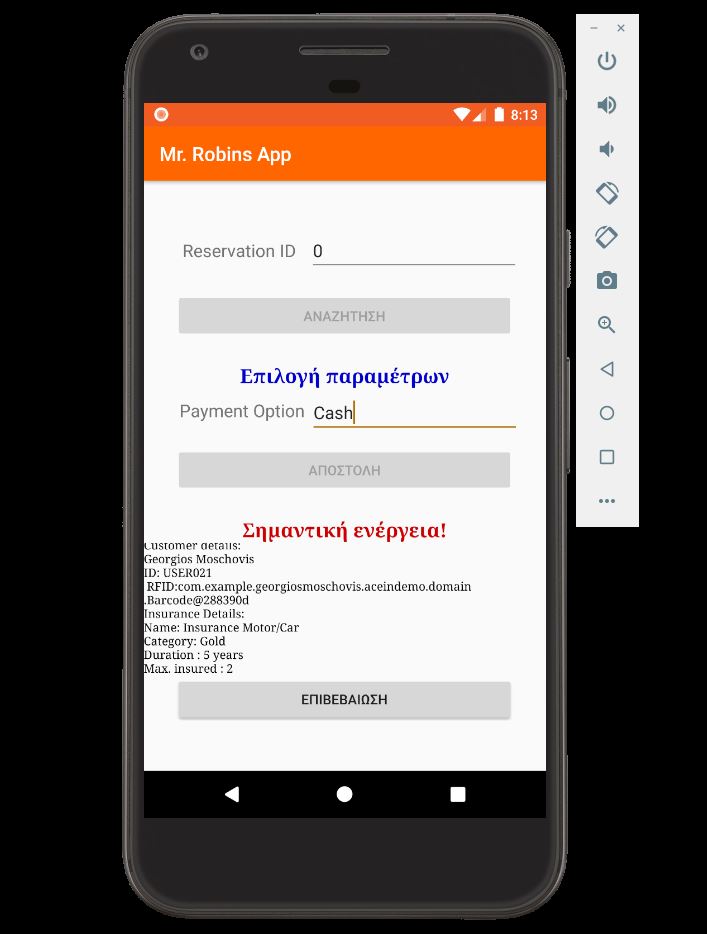 8:13
Mr. Robins App
Reservation ID 0
ΑΝΑΖΗΤΗΣΗ
Επιλογή παραμέτρων
Payment Option Cash
ΑΠΟΣΤΟΛΗ
Σημαντική ενέργεια!
Customer details:
Georgios Moschovis
ID: USER021
RFID:com.example.georgiosmoschovis.aceindemo.domain
.Barcode@288390d
Insurance Details:
Name: Insurance Motor/Car
Category: Gold
Duration : 5 years
Max. insured : 2
ΕΠΙΒΕΒΑΙΩΣΗ